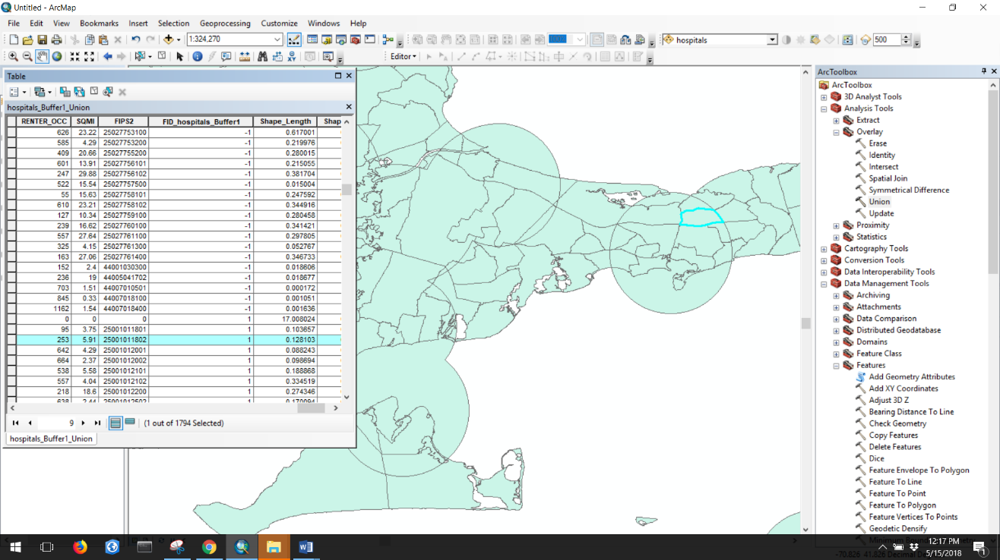 Untitled - ArcMap
File Edit View Bookmarks Insert Selection Geoprocessing Customize Windows Help
1:324,270 hospitals 500
Editor
Table
hospitals_Buffer1_Union
RENTER_OCC SQMI FIPS2 FID_hospitals_Buffer1 Shape_Length Shap
626 23.22 25027753100 -1 0.617001
585 4.29 25027753200 -1 0.219976
409 20.66 25027755200 -1 0.280015
601 13.91 25027756101 -1 0.215055
247 29.88 25027756102 -1 0.381704
522 15.54 25027757500 -1 0.015004
55 15.63 25027758101 -1 0.247592
610 23.21 25027758102 -1 0.344916
127 10.34 25027759100 -1 0.280458
239 16.62 25027760100 -1 0.341421
557 27.64 25027761100 -1 0.297805
325 4.15 25027761300 -1 0.052767
163 27.06 25027761400 -1 0.346733
152 2.4 44001030300 -1 0.018606
236 19 44005041702 -1 0.018677
703 1.51 44007010501 -1 0.000172
845 0.33 44007018100 -1 0.001051
1162 1.54 44007018400 -1 0.001636
0 0 0 1 17.008024
95 3.75 25001011801 1 0.103657
253 5.91 25001011802 1 0.128103
642 4.29 25001012001 1 0.088243
664 2.37 25001012002 1 0.098694
538 5.58 25001012101 1 0.188868
557 4.04 25001012102 1 0.334519
218 18.6 25001012200 1 0.274346
638 2.44 25001012502 1 0.170094
9 (1 out of 1794 Selected)
hospitals_Buffer1_Union
ArcToolbox
ArcToolbox
3D Analyst Tools
Analysis Tools
Extract
Overlay
Erase
Identity
Intersect
Spatial Join
Symmetrical Difference
Union
Update
Proximity
Statistics
Cartography Tools
Conversion Tools
Data Interoperability Tools
Data Management Tools
Archiving
Attachments
Data Comparison
Distributed Geodatabase
Domains
Feature Class
Features
Add Geometry Attributes
Add XY Coordinates
Adjust 3D Z
Bearing Distance To Line
Check Geometry
Copy Features
Delete Features
Dice
Feature Envelope To Polygon
Feature To Line
Feature To Point
Feature To Polygon
Feature Vertices To Points
Geodetic Densify
12:17 PM
5/15/2018
1